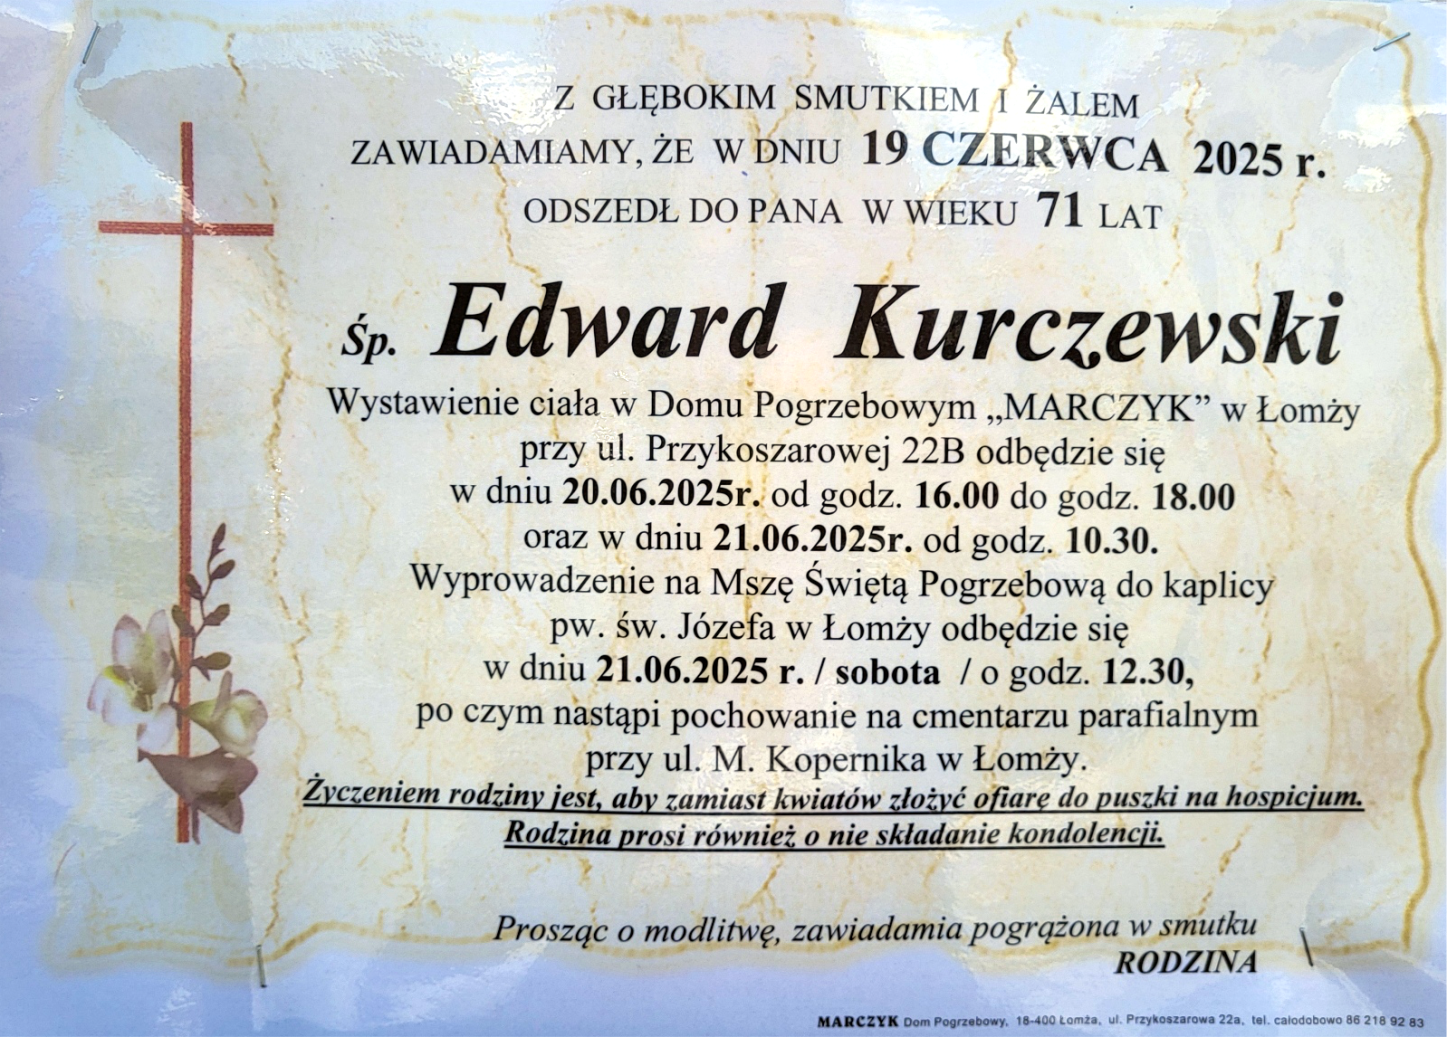 Z GŁĘBOKIM SMUTKIEM I ŻALEM
ZAWIADAMIAMY, ŻE W DNIU 19 CZERWCA 2025 r.
ODSZEDŁ DO PANA W WIEKU 71 LAT
Śp. Edward Kurczewski
Wystawienie ciała w Domu Pogrzebowym „MARCZYK” w Łomży
przy ul. Przykoszarowej 22B odbędzie się
w dniu 20.06.2025r. od godz. 16.00 do godz. 18.00
oraz w dniu 21.06.2025r. od godz. 10.30.
Wyprowadzenie na Mszę Świętą Pogrzebową do kaplicy
pw. św. Józefa w Łomży odbędzie się
w dniu 21.06.2025 r. / sobota / o godz. 12.30,
po czym nastąpi pochowanie na cmentarzu parafialnym
przy ul. M. Kopernika w Łomży.
Życzeniem rodziny jest, aby zamiast kwiatów złożyć ofiarę do puszki na hospicjum.
Rodzina prosi również o nie składanie kondolencji.
Prosząc o modlitwę, zawiadamia pogrążona w smutku
RODZINA
MARCZYK Dom Pogrzebowy, 18-400 Łomża, ul. Przykoszarowa 22a, tel. całodobowo 86 218 92 83